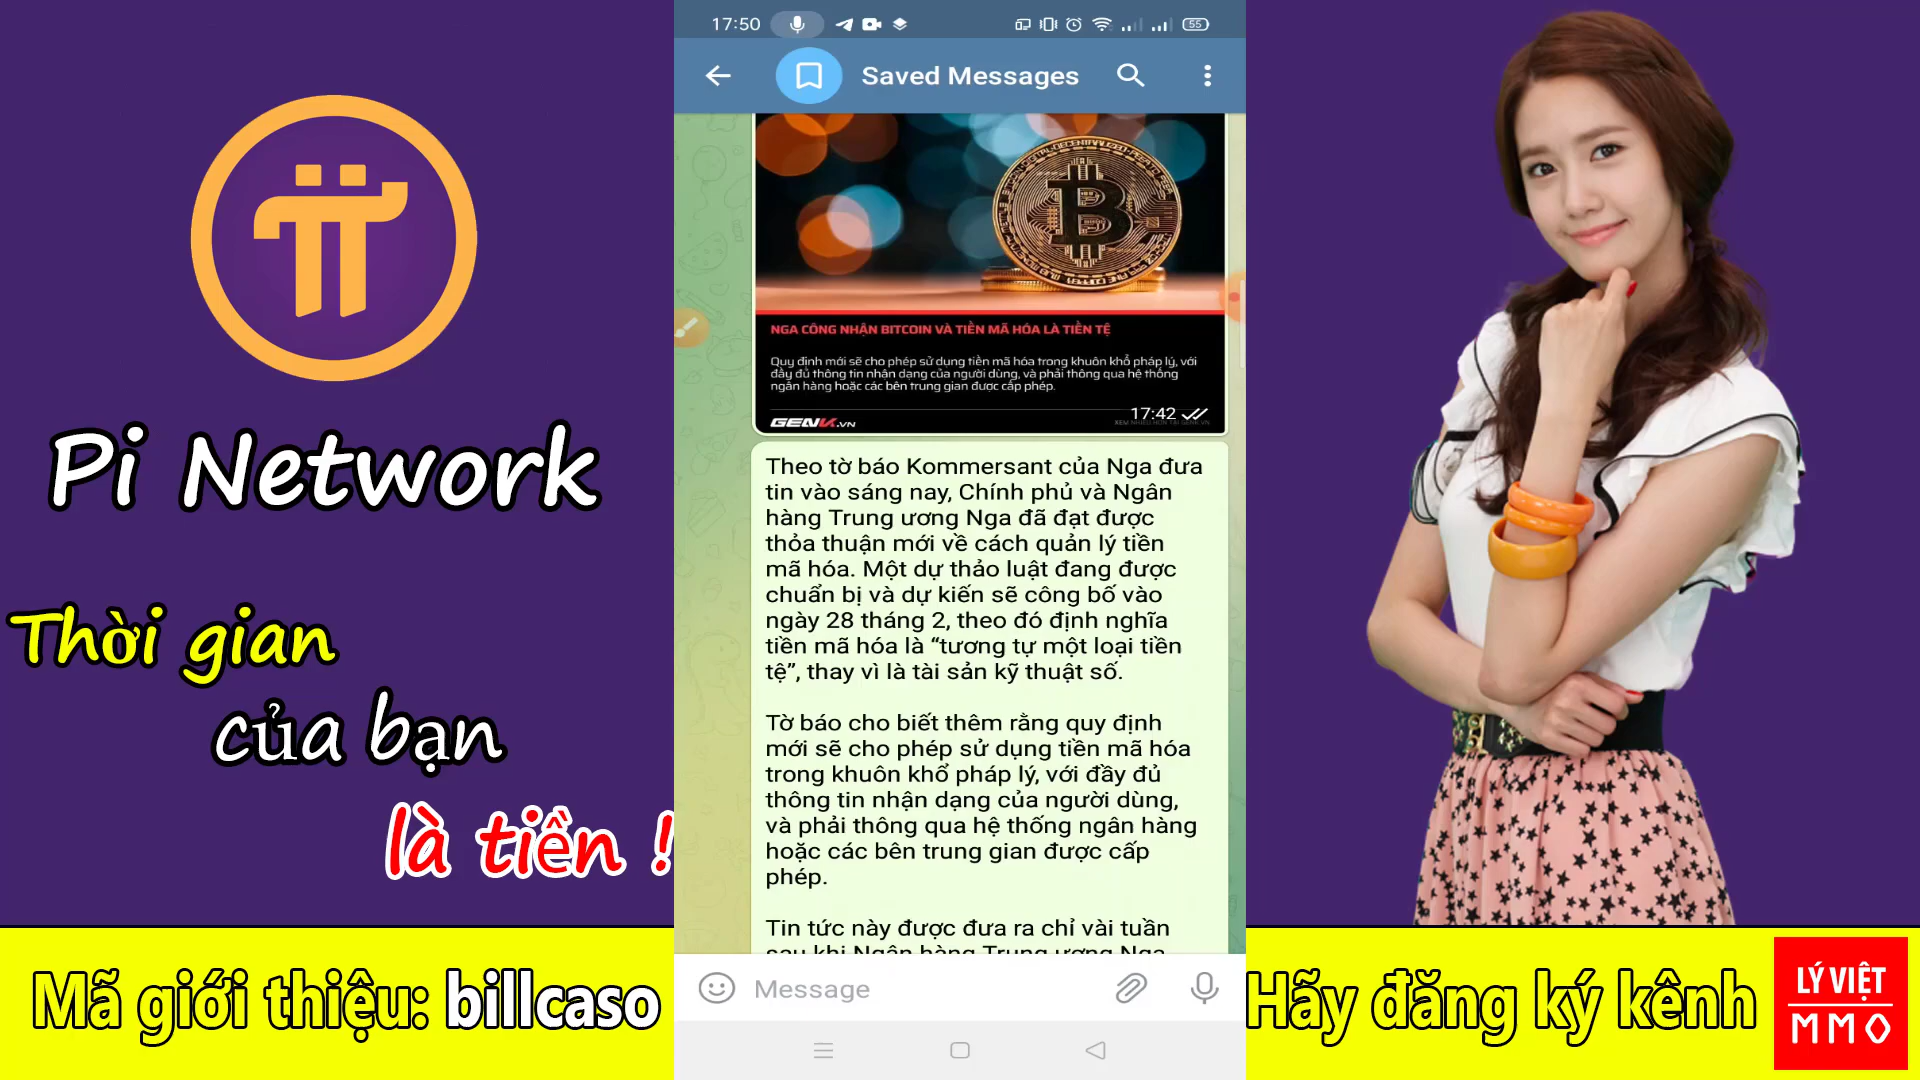 Pi Network
Thời gian
của bạn
là tiền !
Mã giới thiệu: billcaso
17:50
55
Saved Messages
NGA CÔNG NHẬN BITCOIN VÀ TIỀN MÃ HÓA LÀ TIỀN TỆ
Quy định mới sẽ cho phép sử dụng tiền mã hóa trong khuôn khổ pháp lý, với
đầy đủ thông tin nhận dạng của người dùng, và phải thông qua hệ thống
ngân hàng hoặc các bên trung gian được cấp phép.
17:42
GENK.VN
Theo tờ báo Kommersant của Nga đưa
tin vào sáng nay, Chính phủ và Ngân
hàng Trung ương Nga đã đạt được
thỏa thuận mới về cách quản lý tiền
mã hóa. Một dự thảo luật đang được
chuẩn bị và dự kiến sẽ công bố vào
ngày 28 tháng 2, theo đó định nghĩa
tiền mã hóa là “tương tự một loại tiền
tệ”, thay vì là tài sản kỹ thuật số.
Tờ báo cho biết thêm rằng quy định
mới sẽ cho phép sử dụng tiền mã hóa
trong khuôn khổ pháp lý, với đầy đủ
thông tin nhận dạng của người dùng,
và phải thông qua hệ thống ngân hàng
hoặc các bên trung gian được cấp
phép.
Tin tức này được đưa ra chỉ vài tuần
sau khi Ngân hàng Trung ương Nga
Message
Hãy đăng ký kênh
LÝ VIỆT
MMO